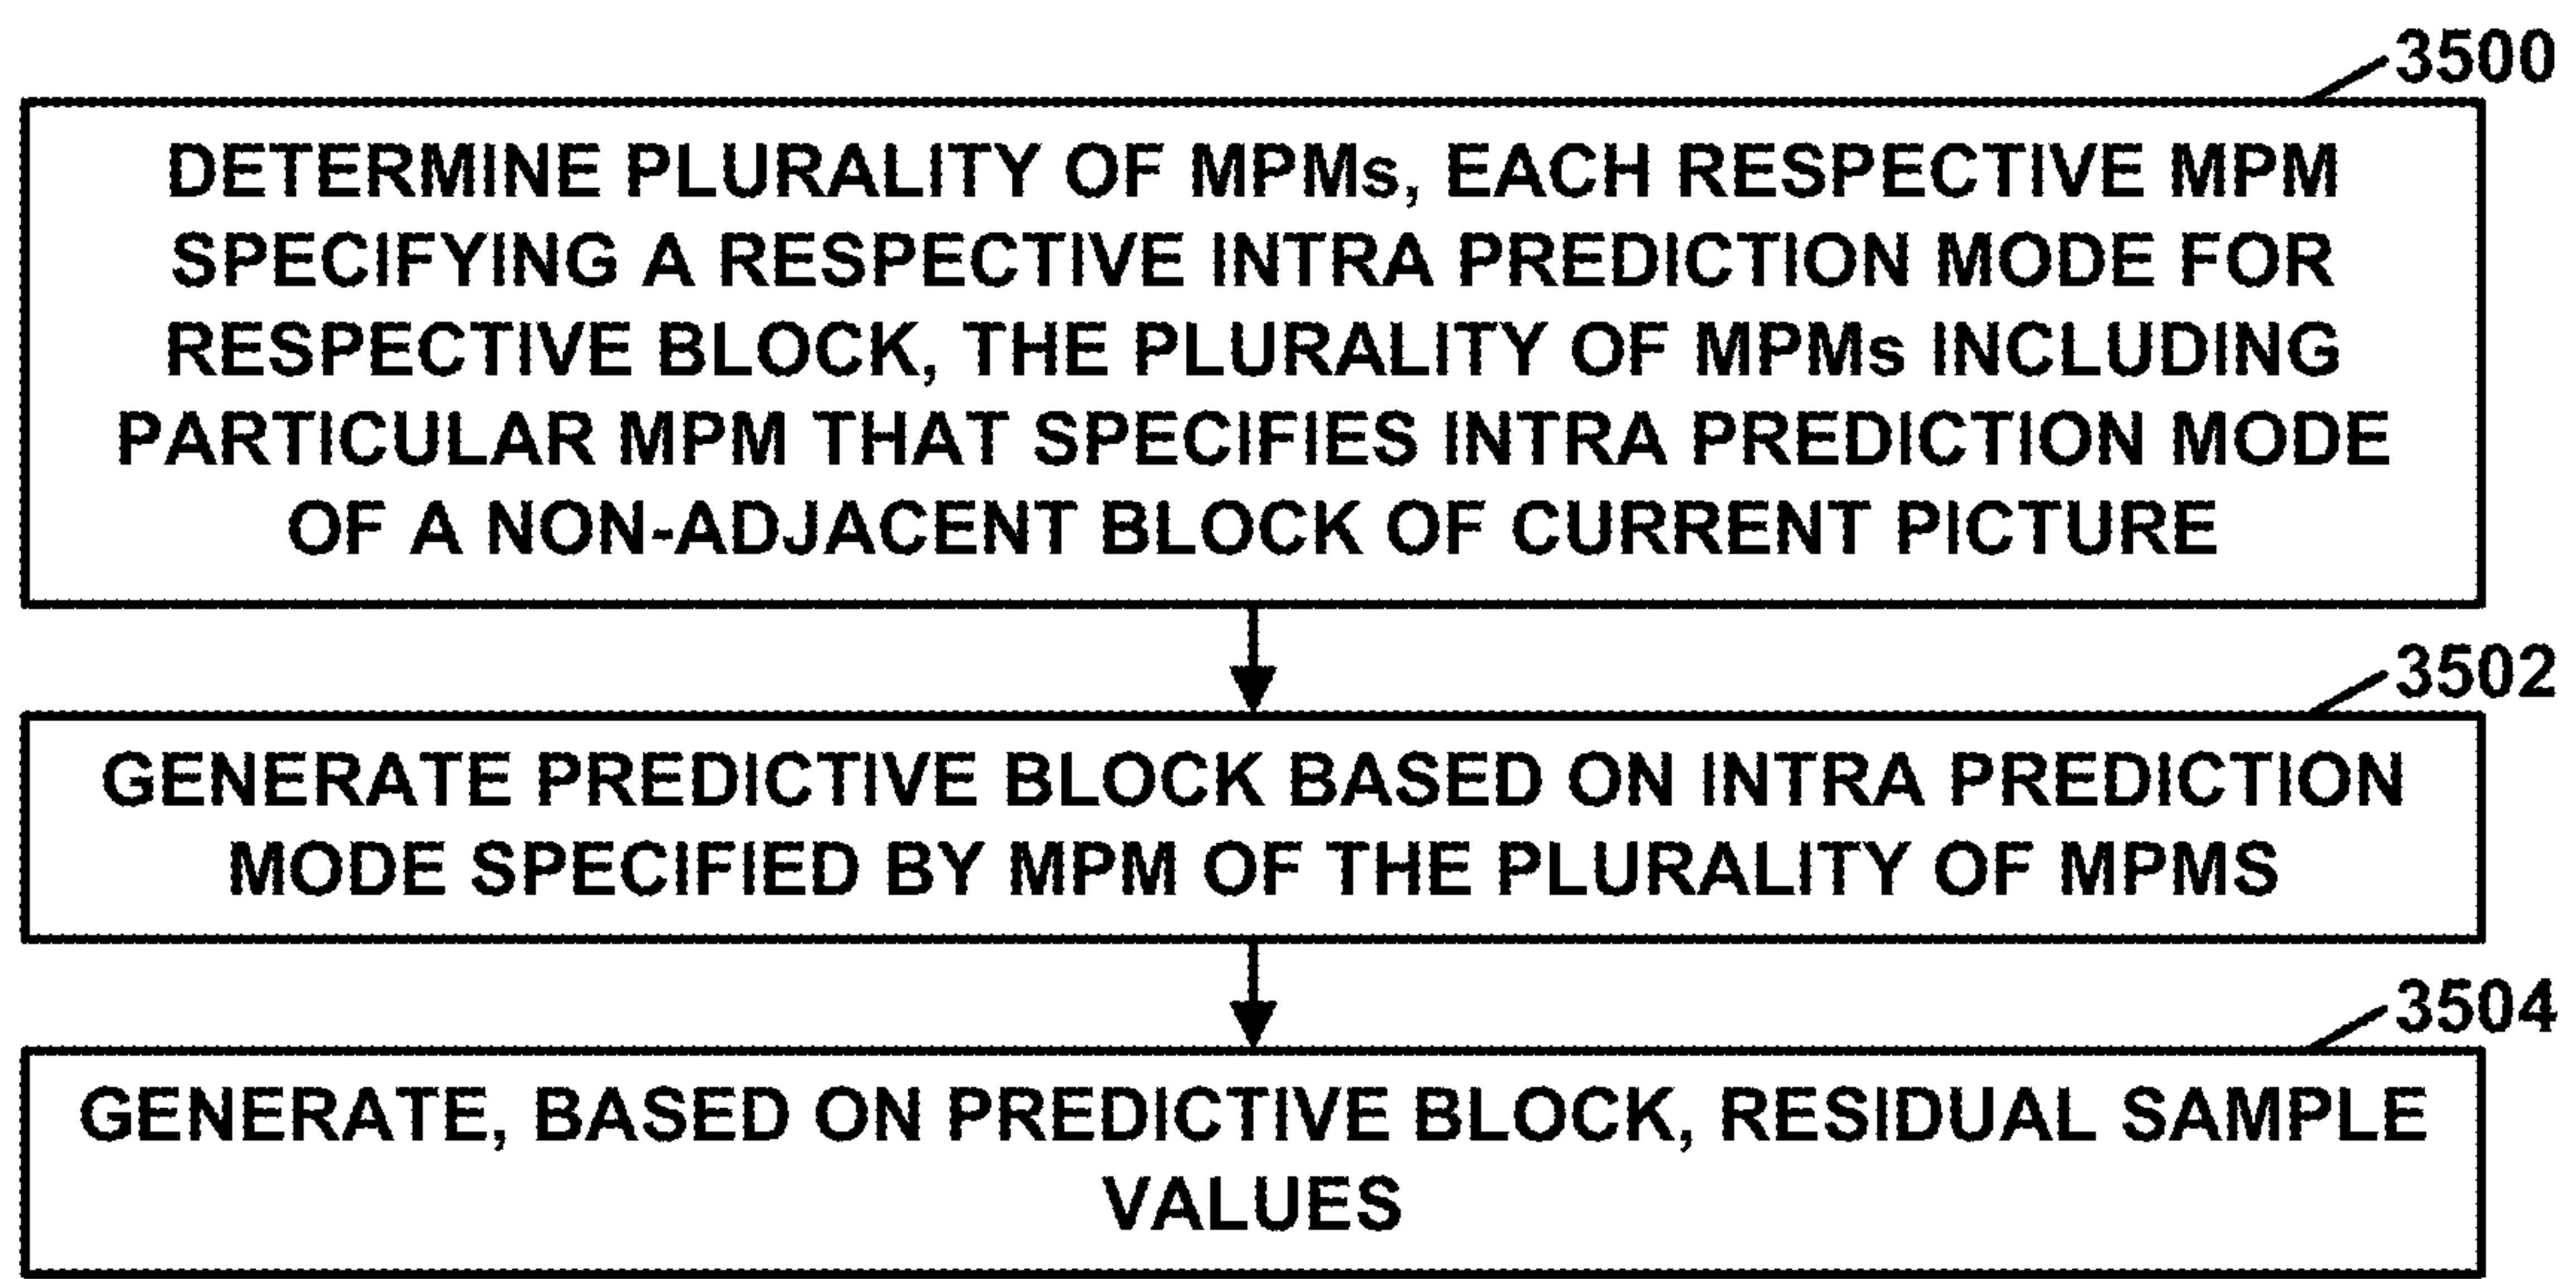 3500
DETERMINE PLURALITY OF MPMs, EACH RESPECTIVE MPM
SPECIFYING A RESPECTIVE INTRA PREDICTION MODE FOR
RESPECTIVE BLOCK, THE PLURALITY OF MPMs INCLUDING
PARTICULAR MPM THAT SPECIFIES INTRA PREDICTION MODE
OF A NON-ADJACENT BLOCK OF CURRENT PICTURE
3502
GENERATE PREDICTIVE BLOCK BASED ON INTRA PREDICTION
MODE SPECIFIED BY MPM OF THE PLURALITY OF MPMS
3504
GENERATE, BASED ON PREDICTIVE BLOCK, RESIDUAL SAMPLE
VALUES